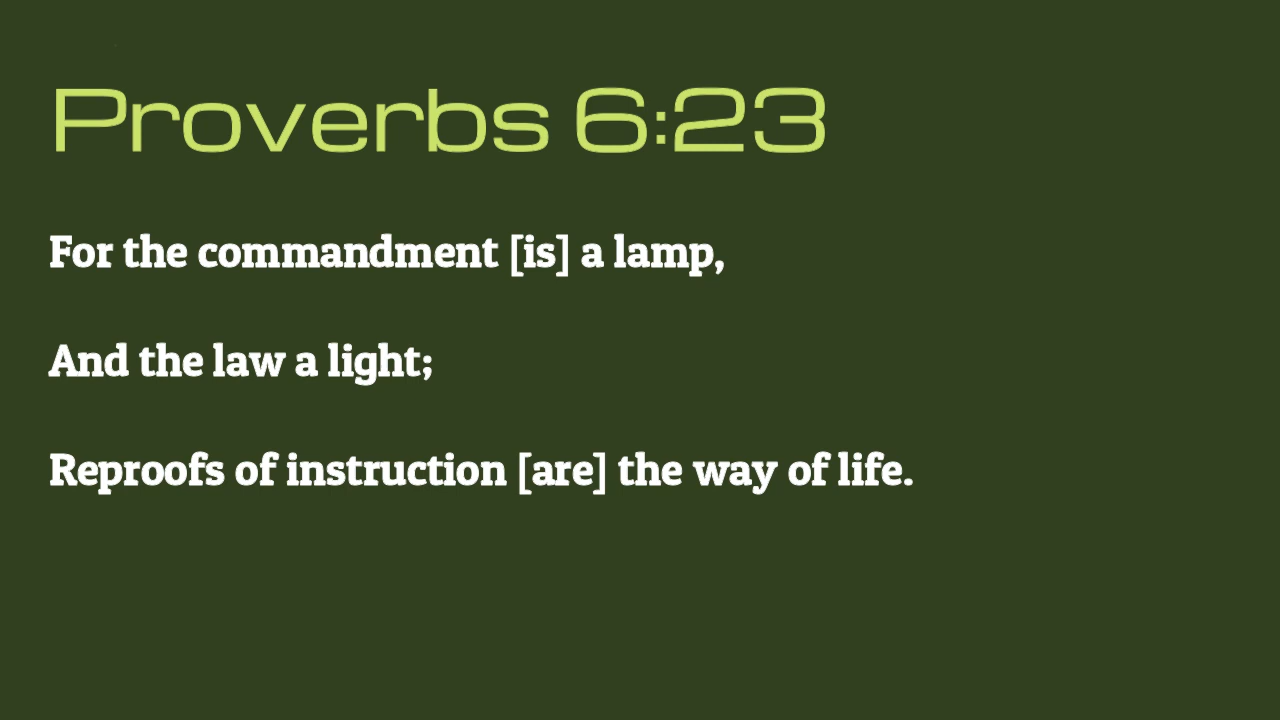 Proverbs 6:23
For the commandment [is] a lamp,
And the law a light;
Reproofs of instruction [are] the way of life.